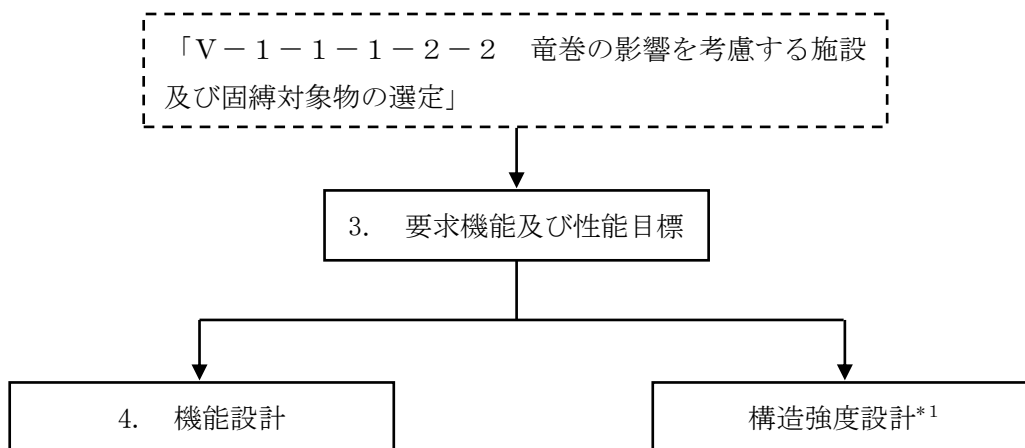 「Ｖ－１－１－１－２－２　竜巻の影響を考慮する施設
及び固縛対象物の選定」
3.　要求機能及び性能目標
4.　機能設計
構造強度設計*1